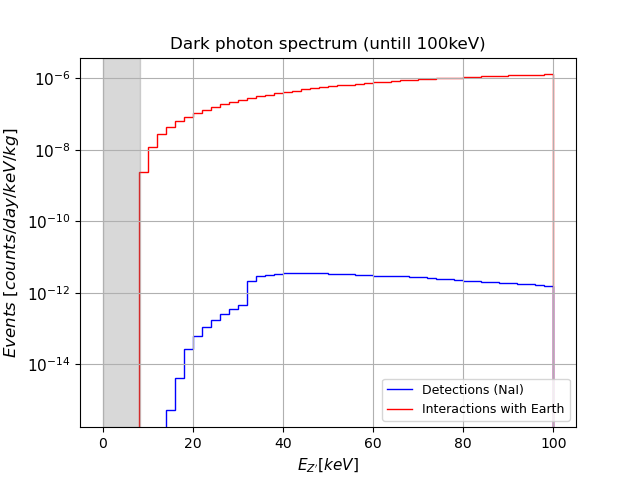 Dark photon spectrum (untill 100keV)
Events [counts/day/keV/kg]
10⁻⁶
10⁻⁸
10⁻¹⁰
10⁻¹²
10⁻¹⁴
0 20 40 60 80 100
E_{Z'}[keV]
Detections (NaI)
Interactions with Earth